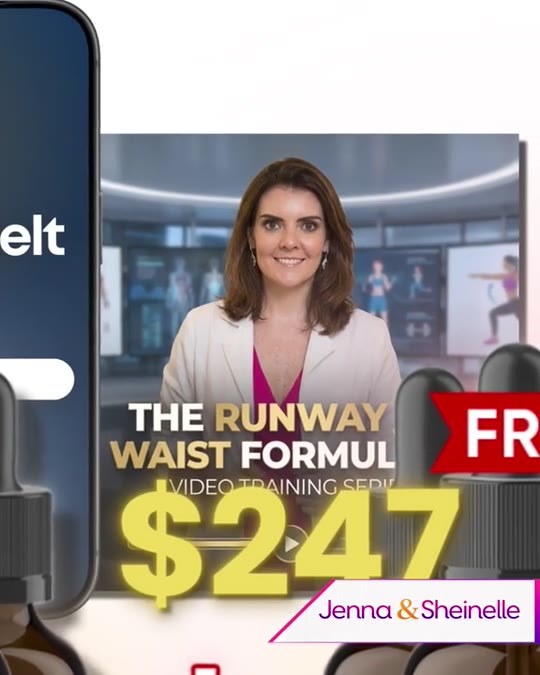 elt
THE RUNWAY
WAIST FORMUL
VIDEO TRAINING SERI
$247
FR
Jenna & Sheinelle